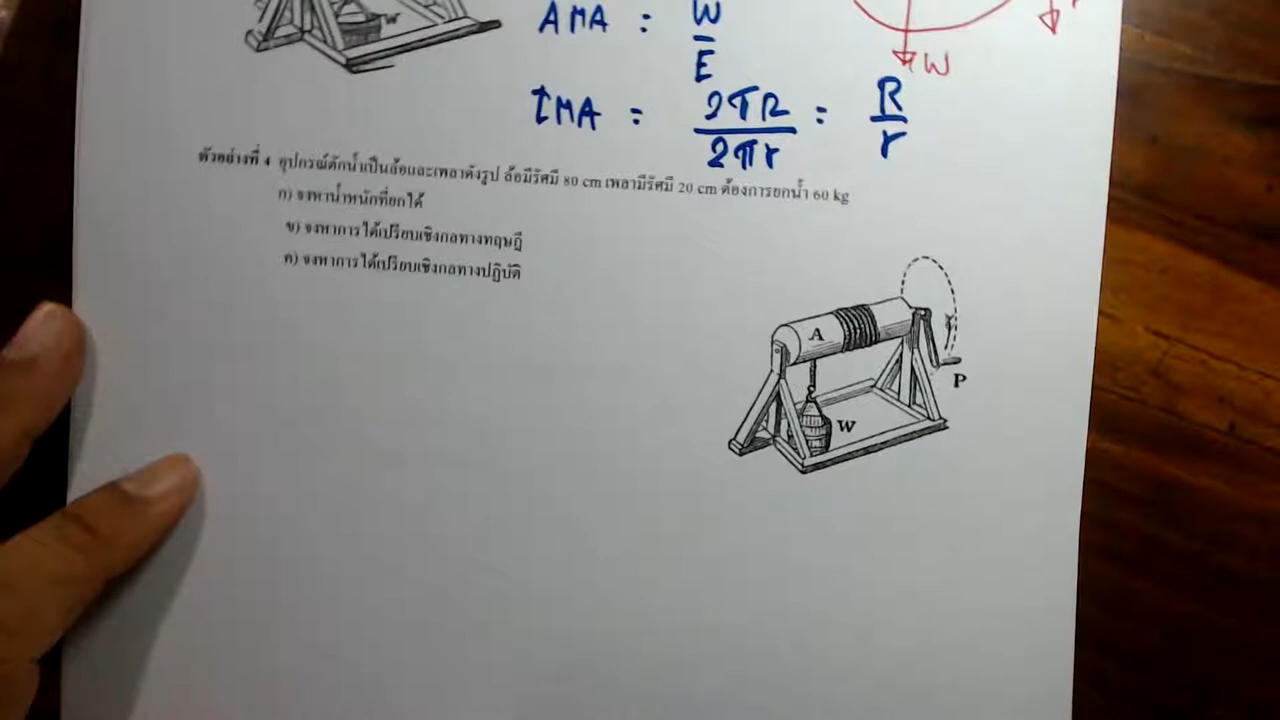 W
AMA : W
E
W
IMA = 2πR = R
2πr r
ตัวอย่างที่ 4 อุปกรณ์ตักน้ำเป็นล้อและเพลาดังรูป ล้อมีรัศมี 80 cm เพลามีรัศมี 20 cm ต้องการยกน้ำ 60 kg
ก) จงหาน้ำหนักที่ยกได้
ข) จงหาการได้เปรียบเชิงกลทางทฤษฎี
ค) จงหาการได้เปรียบเชิงกลทางปฏิบัติ
A
P
W